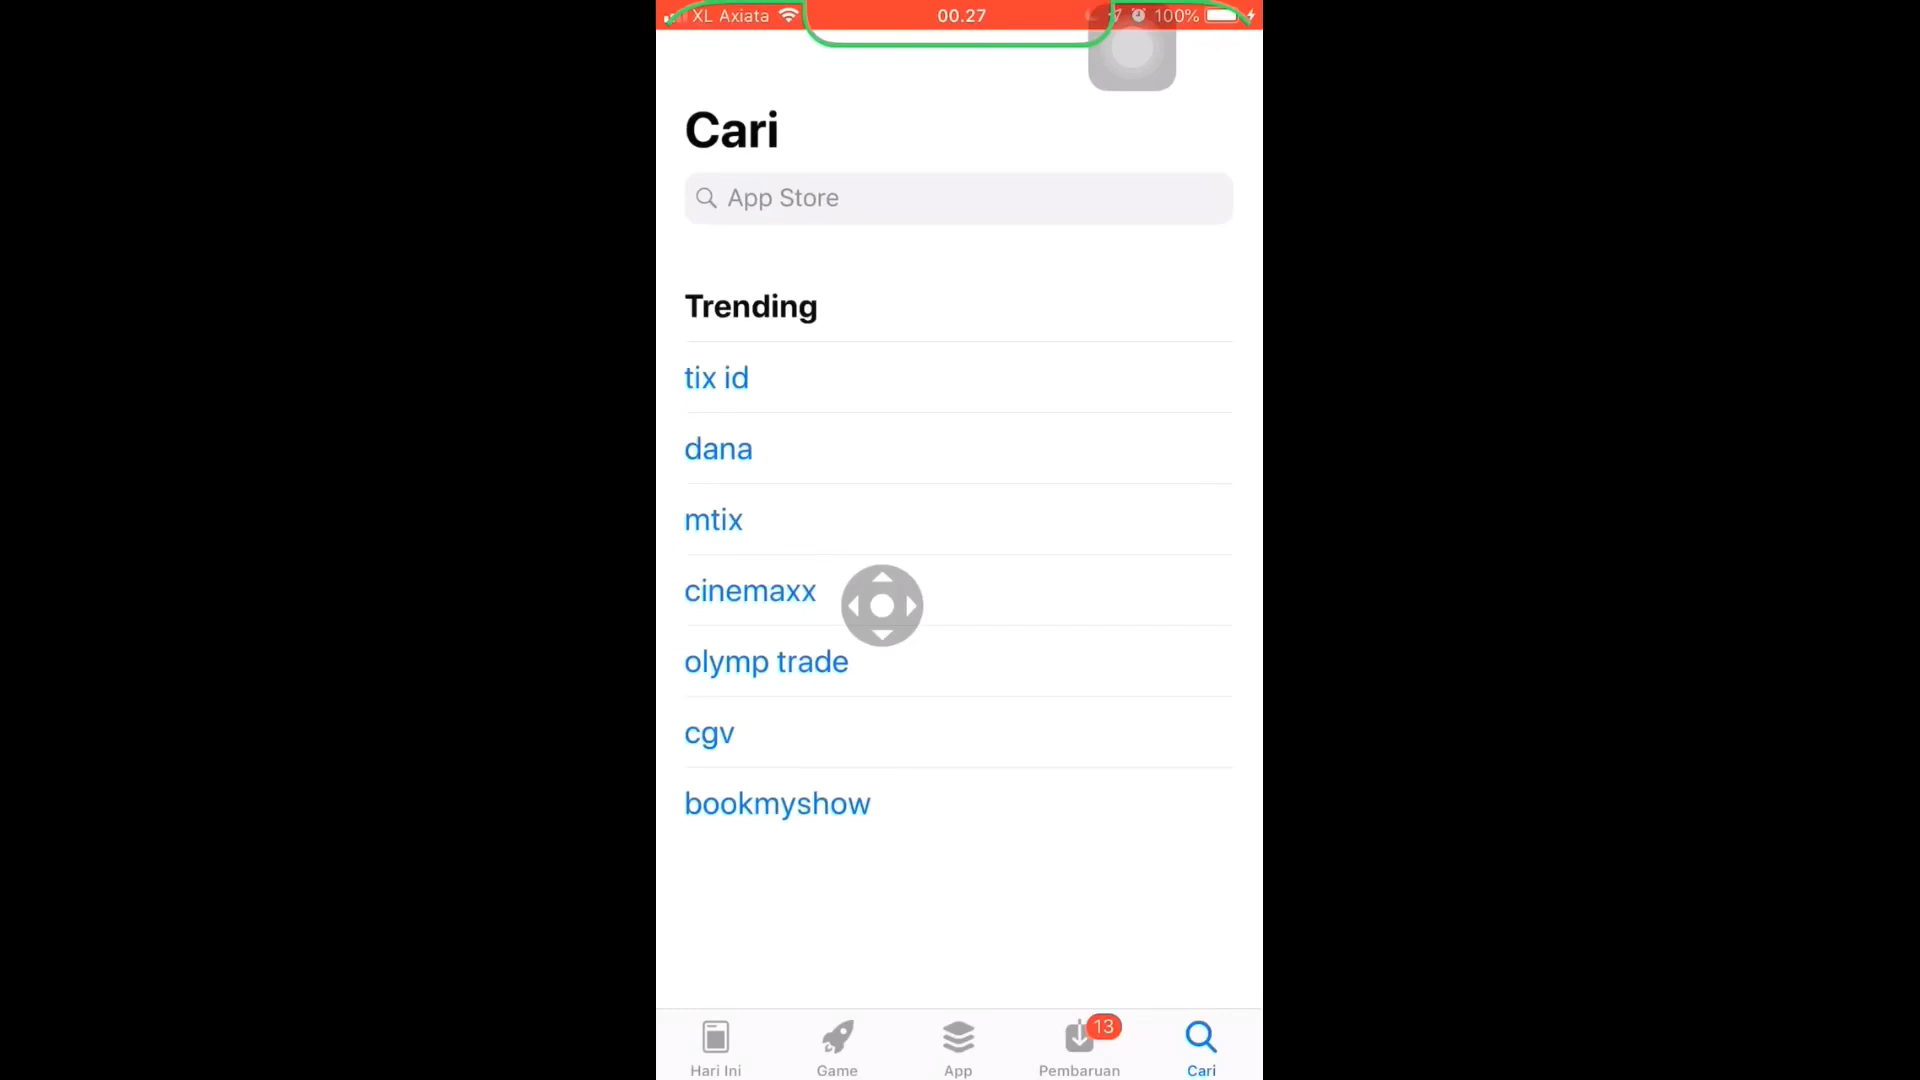 XL Axiata 00.27 100%
Cari
App Store
Trending
tix id
dana
mtix
cinemaxx
olymp trade
cgv
bookmyshow
13
Hari Ini Game App Pembaruan Cari